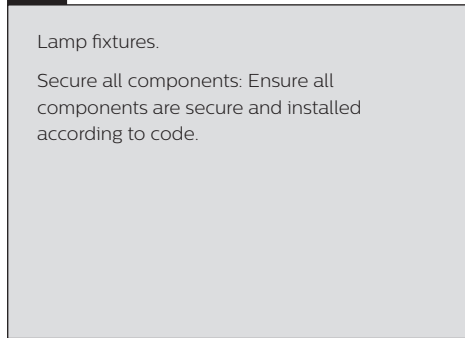 Lamp fixtures.
Secure all components: Ensure all
components are secure and installed
according to code.